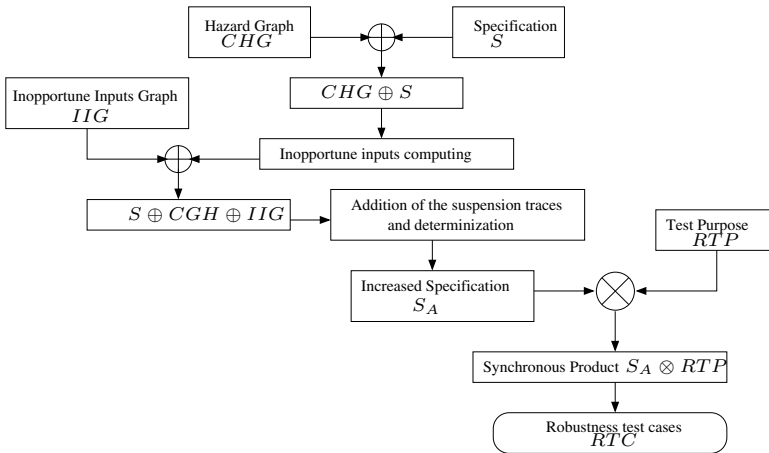 Hazard Graph
CHG
Specification
S
CHG ⊕ S
Inopportune Inputs Graph
IIG
Inopportune inputs computing
S ⊕ CGH ⊕ IIG
Addition of the suspension traces
and determinization
Test Purpose
RTP
Increased Specification
S_A
Synchronous Product S_A ⊗ RTP
Robustness test cases
RTC